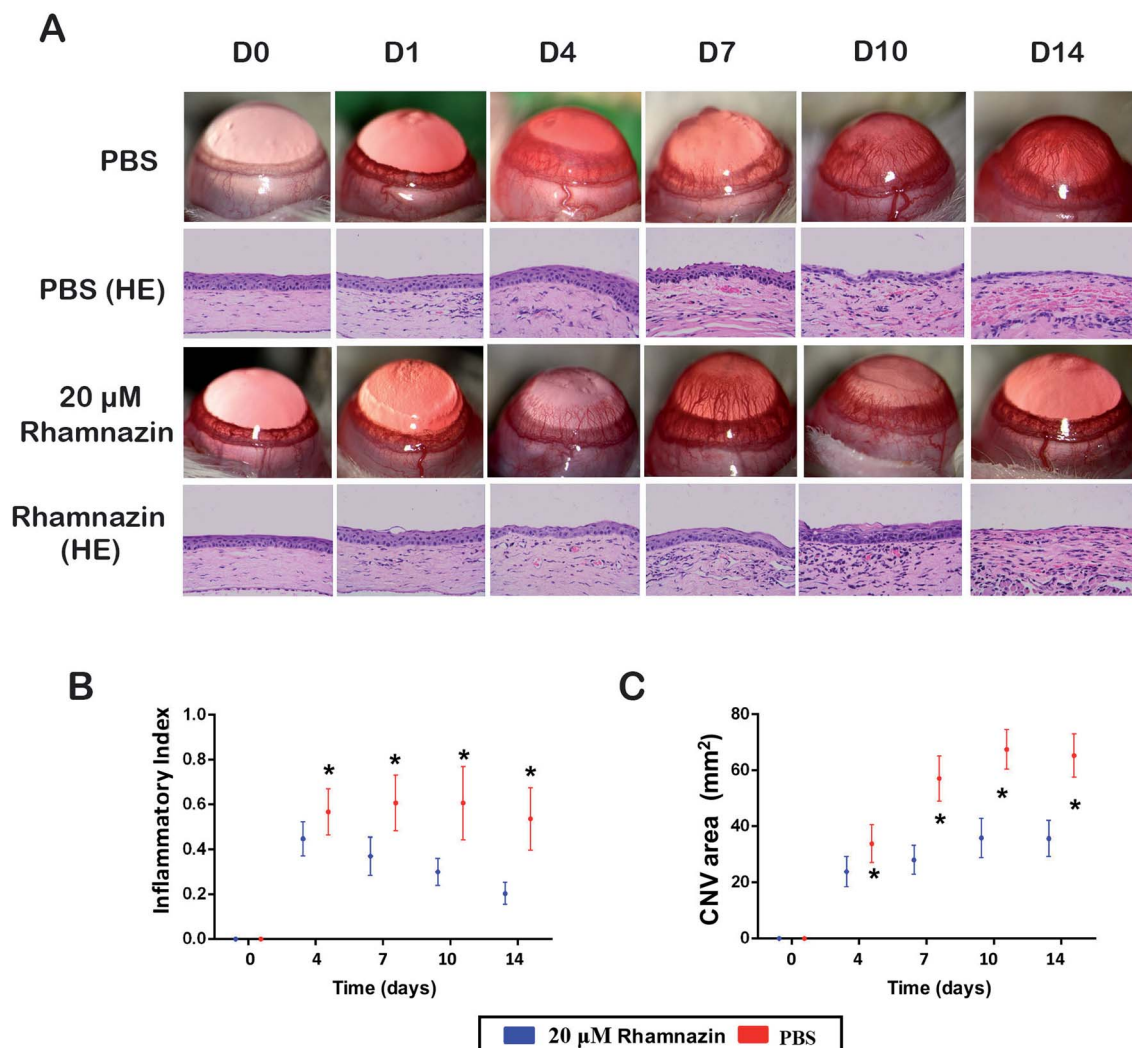 A
D0 D1 D4 D7 D10 D14
PBS
PBS (HE)
20 µM
Rhamnazin
Rhamnazin
(HE)
B
Inflammatory Index
1.0
0.8
0.6
0.4
0.2
0.0
* * * *
0 4 7 10 14
Time (days)
C
CNV area (mm²)
80
60
40
20
0
* * * *
0 4 7 10 14
Time (days)
20 µM Rhamnazin PBS